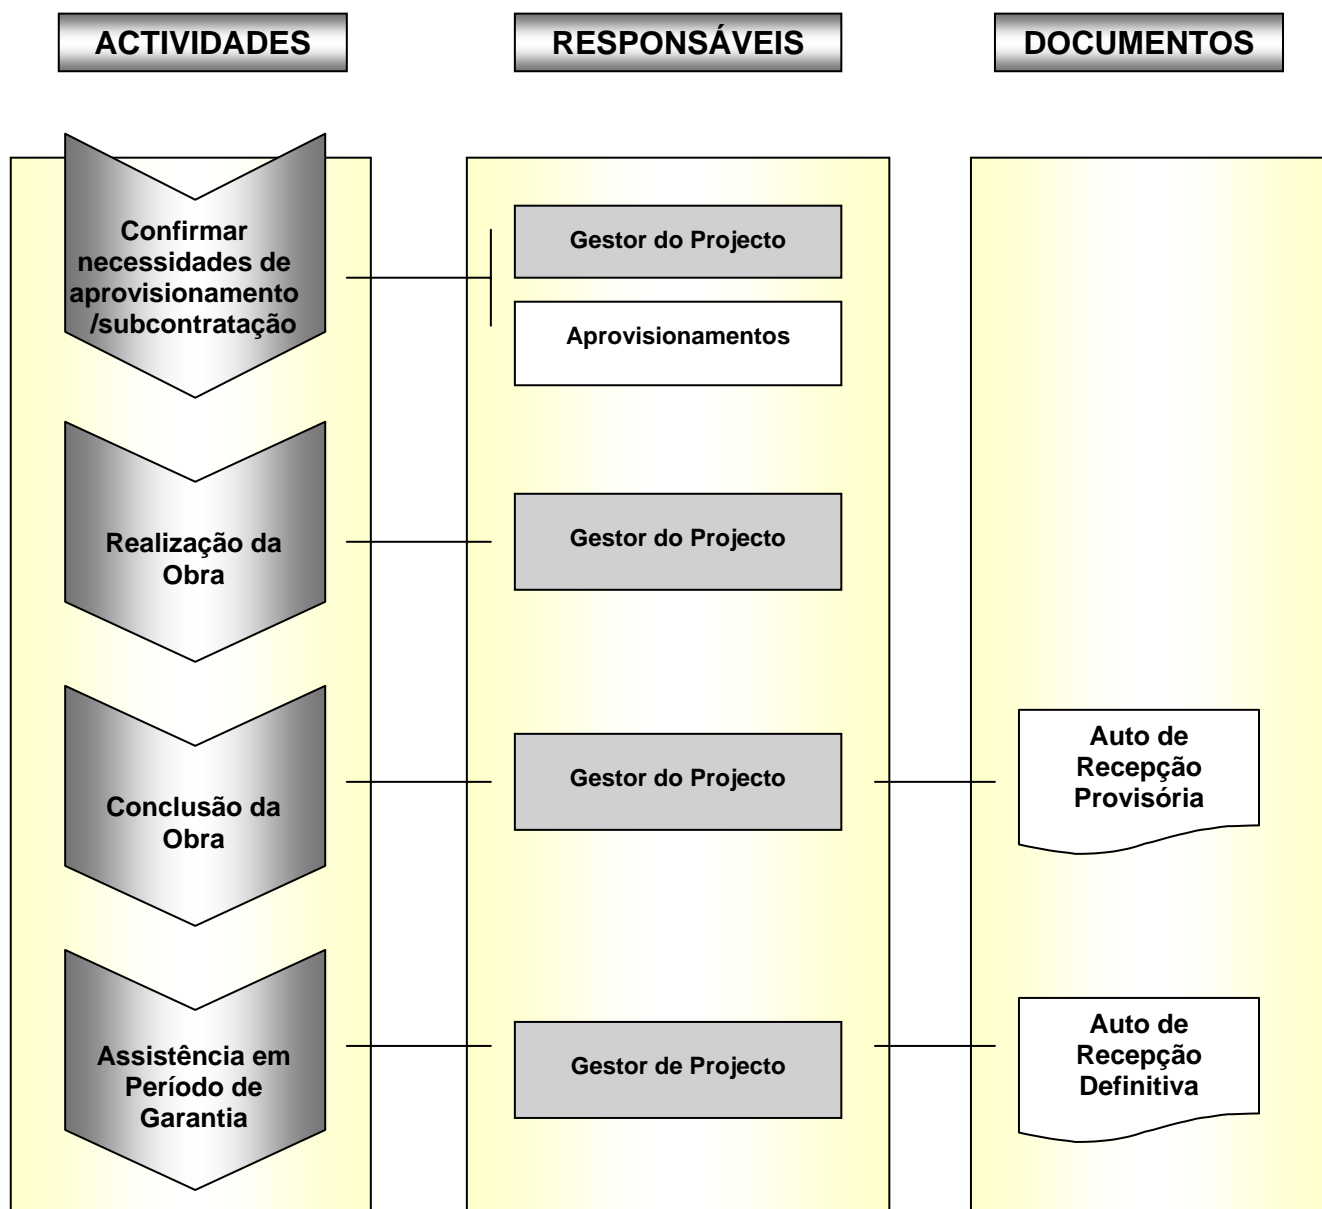 ACTIVIDADES
RESPONSÁVEIS
DOCUMENTOS
Confirmar
necessidades de
aprovisionamento
/subcontratação
Gestor do Projecto
Aprovisionamentos
Realização da
Obra
Gestor do Projecto
Conclusão da
Obra
Gestor do Projecto
Auto de
Recepção
Provisória
Assistência em
Período de
Garantia
Gestor de Projecto
Auto de
Recepção
Definitiva